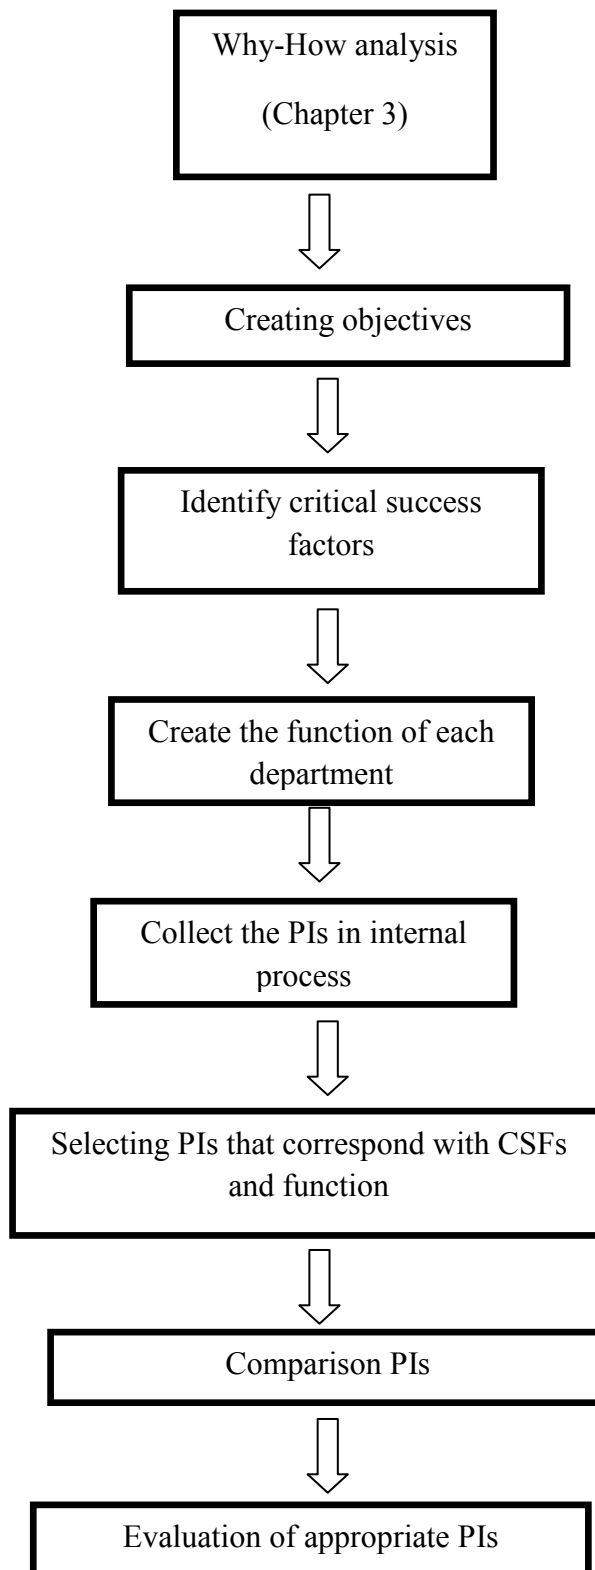 Why-How analysis
(Chapter 3)
Creating objectives
Identify critical success
factors
Create the function of each
department
Collect the PIs in internal
process
Selecting PIs that correspond with CSFs
and function
Comparison PIs
Evaluation of appropriate PIs